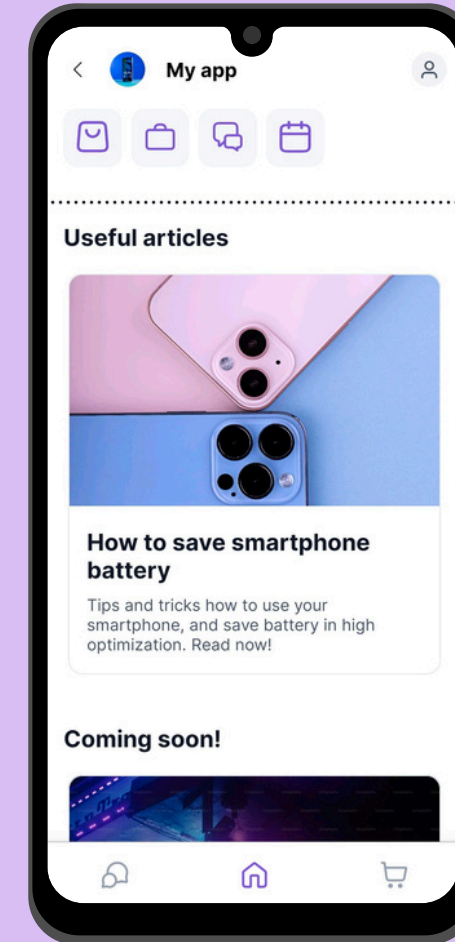 My app
Useful articles
How to save smartphone
battery
Tips and tricks how to use your
smartphone, and save battery in high
optimization. Read now!
Coming soon!